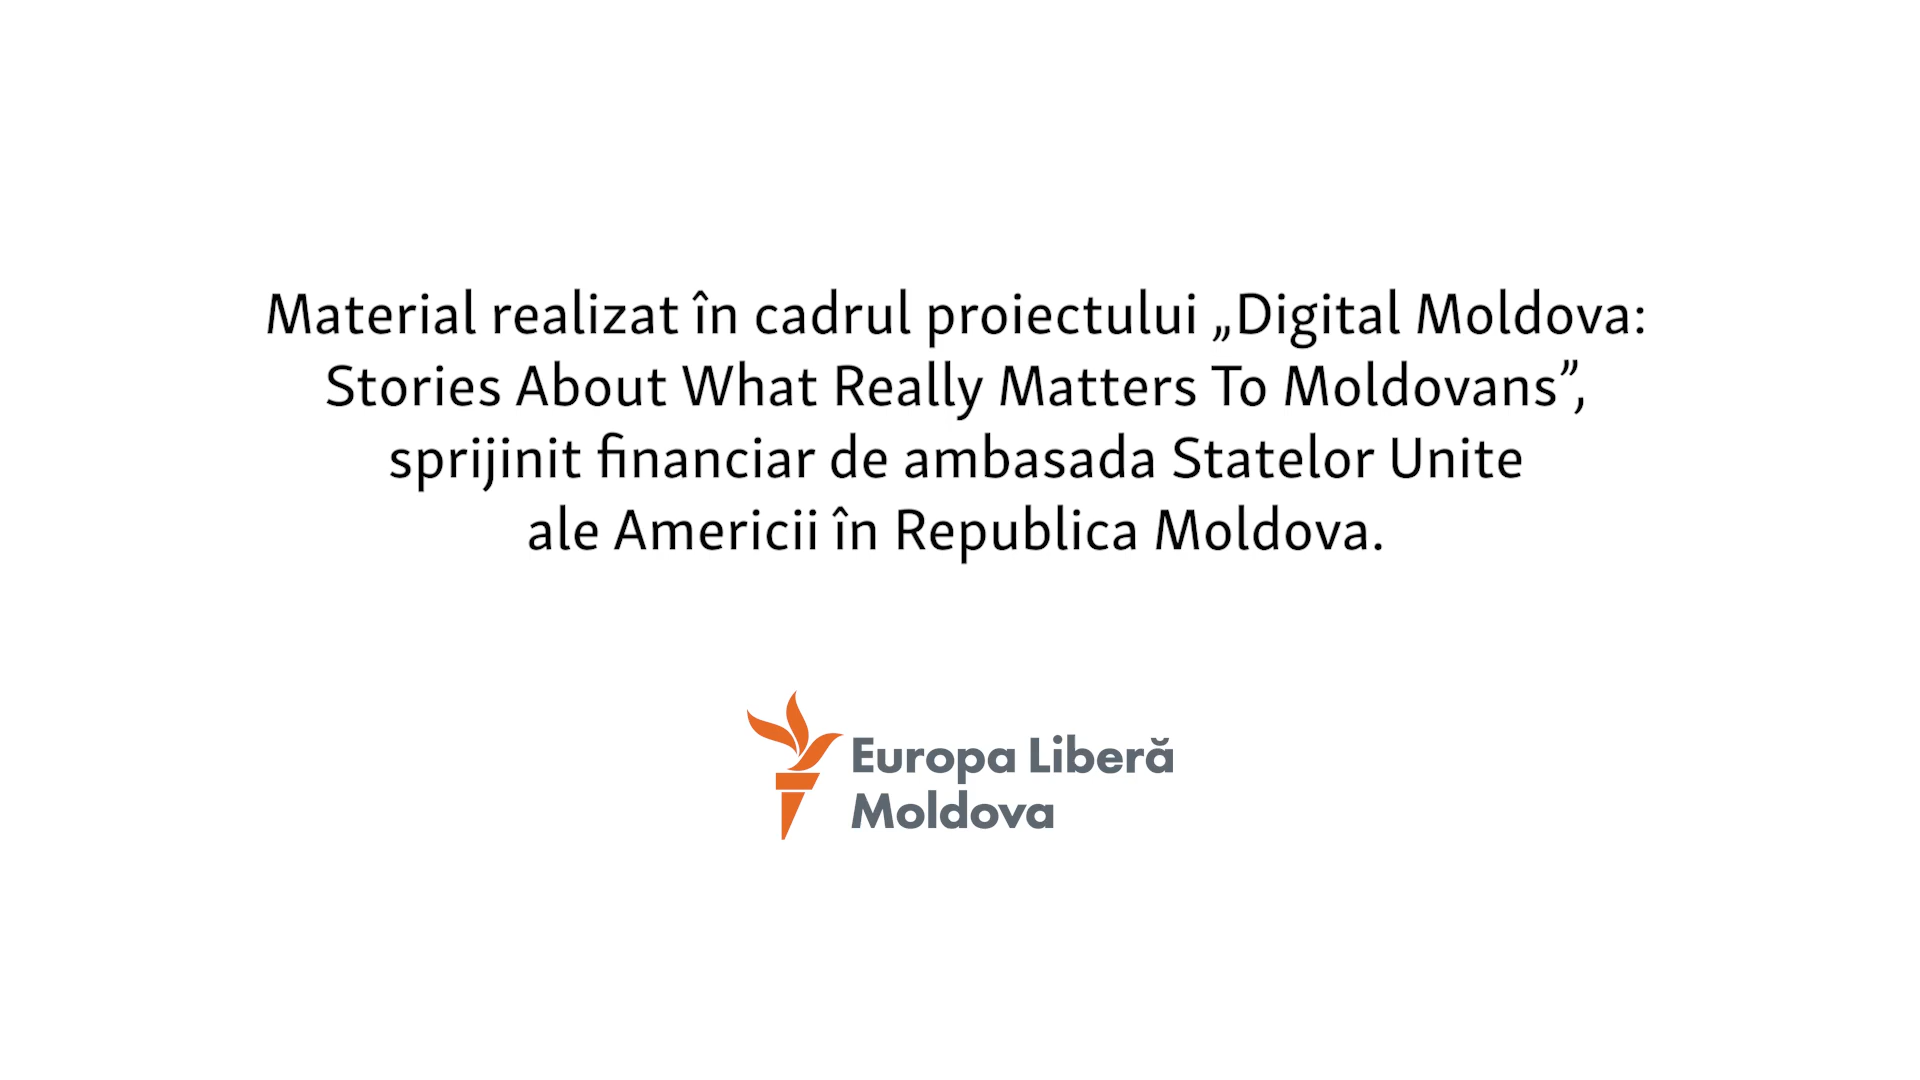 Material realizat în cadrul proiectului „Digital Moldova:
Stories About What Really Matters To Moldovans”,
sprijinit financiar de ambasada Statelor Unite
ale Americii în Republica Moldova.
Europa Liberă
Moldova